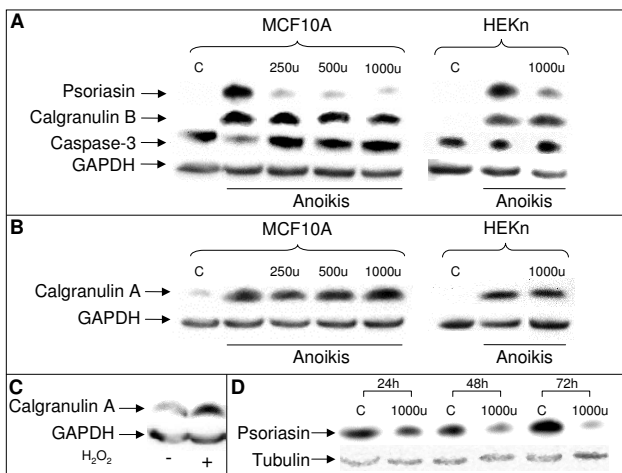 A
MCF10A
HEKn
C 250u 500u 1000u C 1000u
Psoriasin
Calgranulin B
Caspase-3
GAPDH
Anoikis Anoikis
B
MCF10A
HEKn
C 250u 500u 1000u C 1000u
Calgranulin A
GAPDH
Anoikis Anoikis
C
Calgranulin A
GAPDH
H₂O₂ - +
D
24h 48h 72h
C 1000u C 1000u C 1000u
Psoriasin
Tubulin